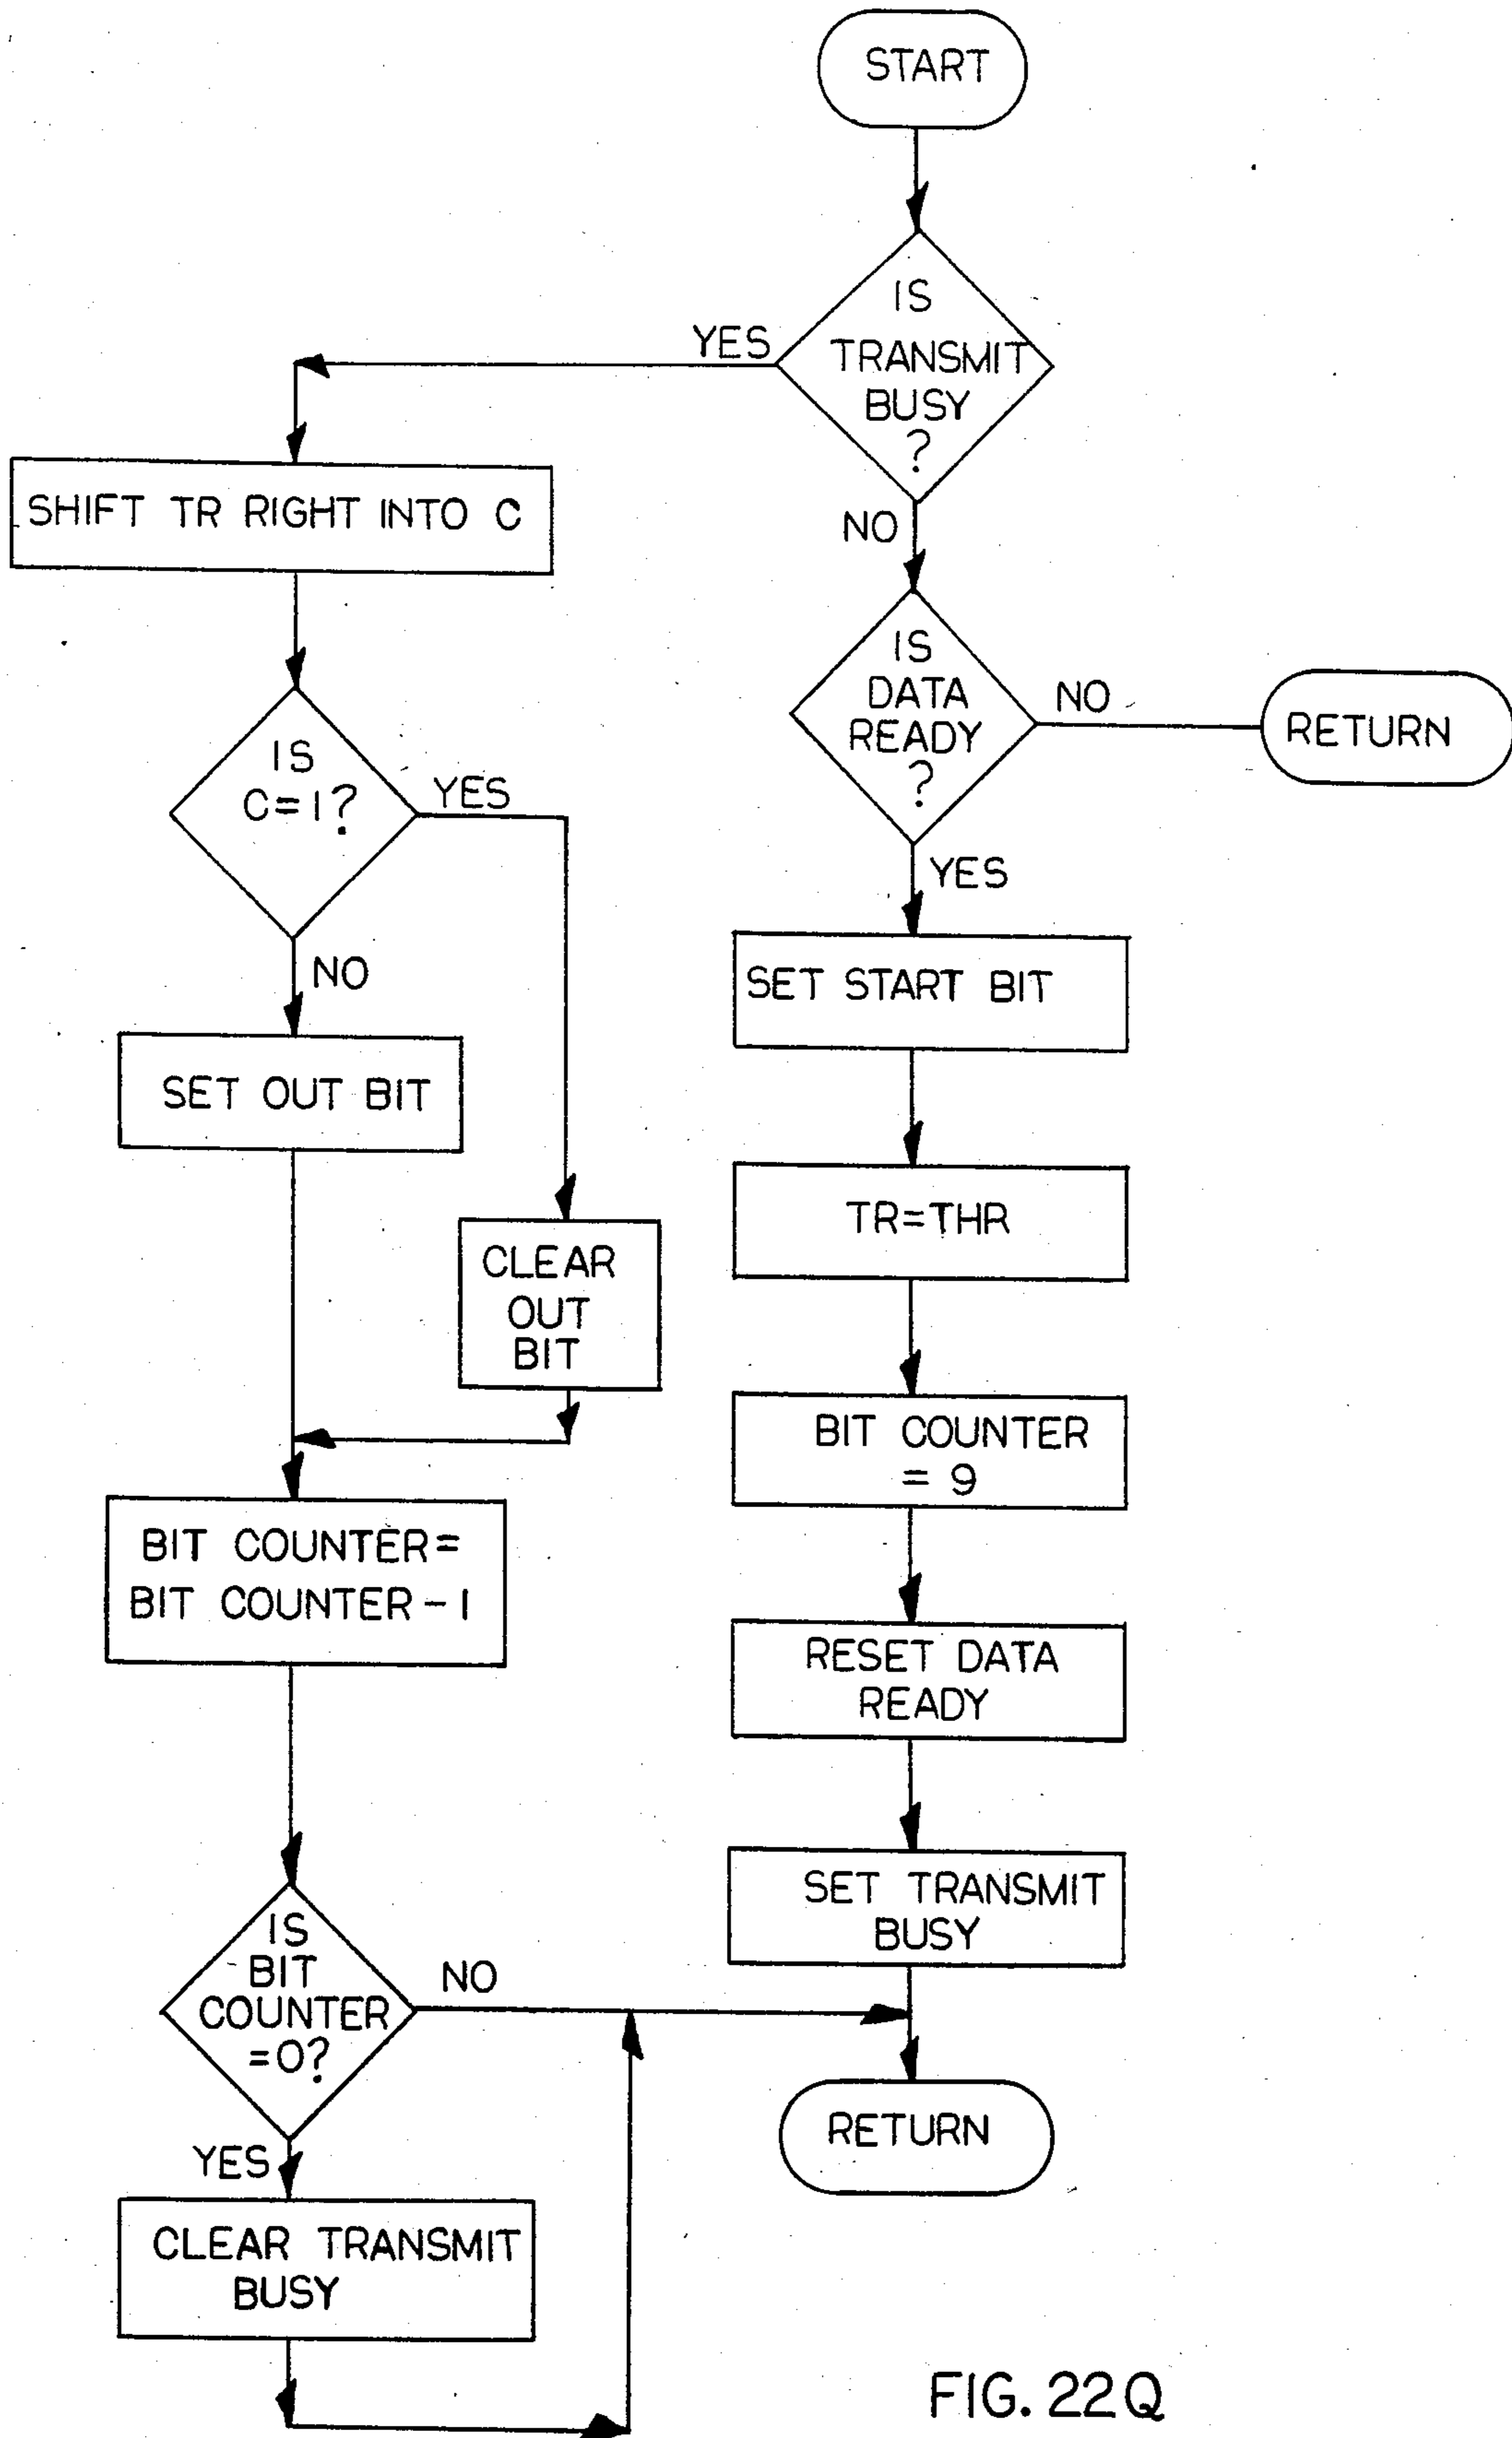 START
IS
TRANSMIT
BUSY
?
YES
NO
SHIFT TR RIGHT INTO C
IS
C=1?
YES
NO
SET OUT BIT
CLEAR
OUT
BIT
BIT COUNTER=
BIT COUNTER-1
IS
BIT
COUNTER
=0?
NO
YES
CLEAR TRANSMIT
BUSY
IS
DATA
READY
?
NO
RETURN
YES
SET START BIT
TR=THR
BIT COUNTER
= 9
RESET DATA
READY
SET TRANSMIT
BUSY
RETURN
FIG. 22Q